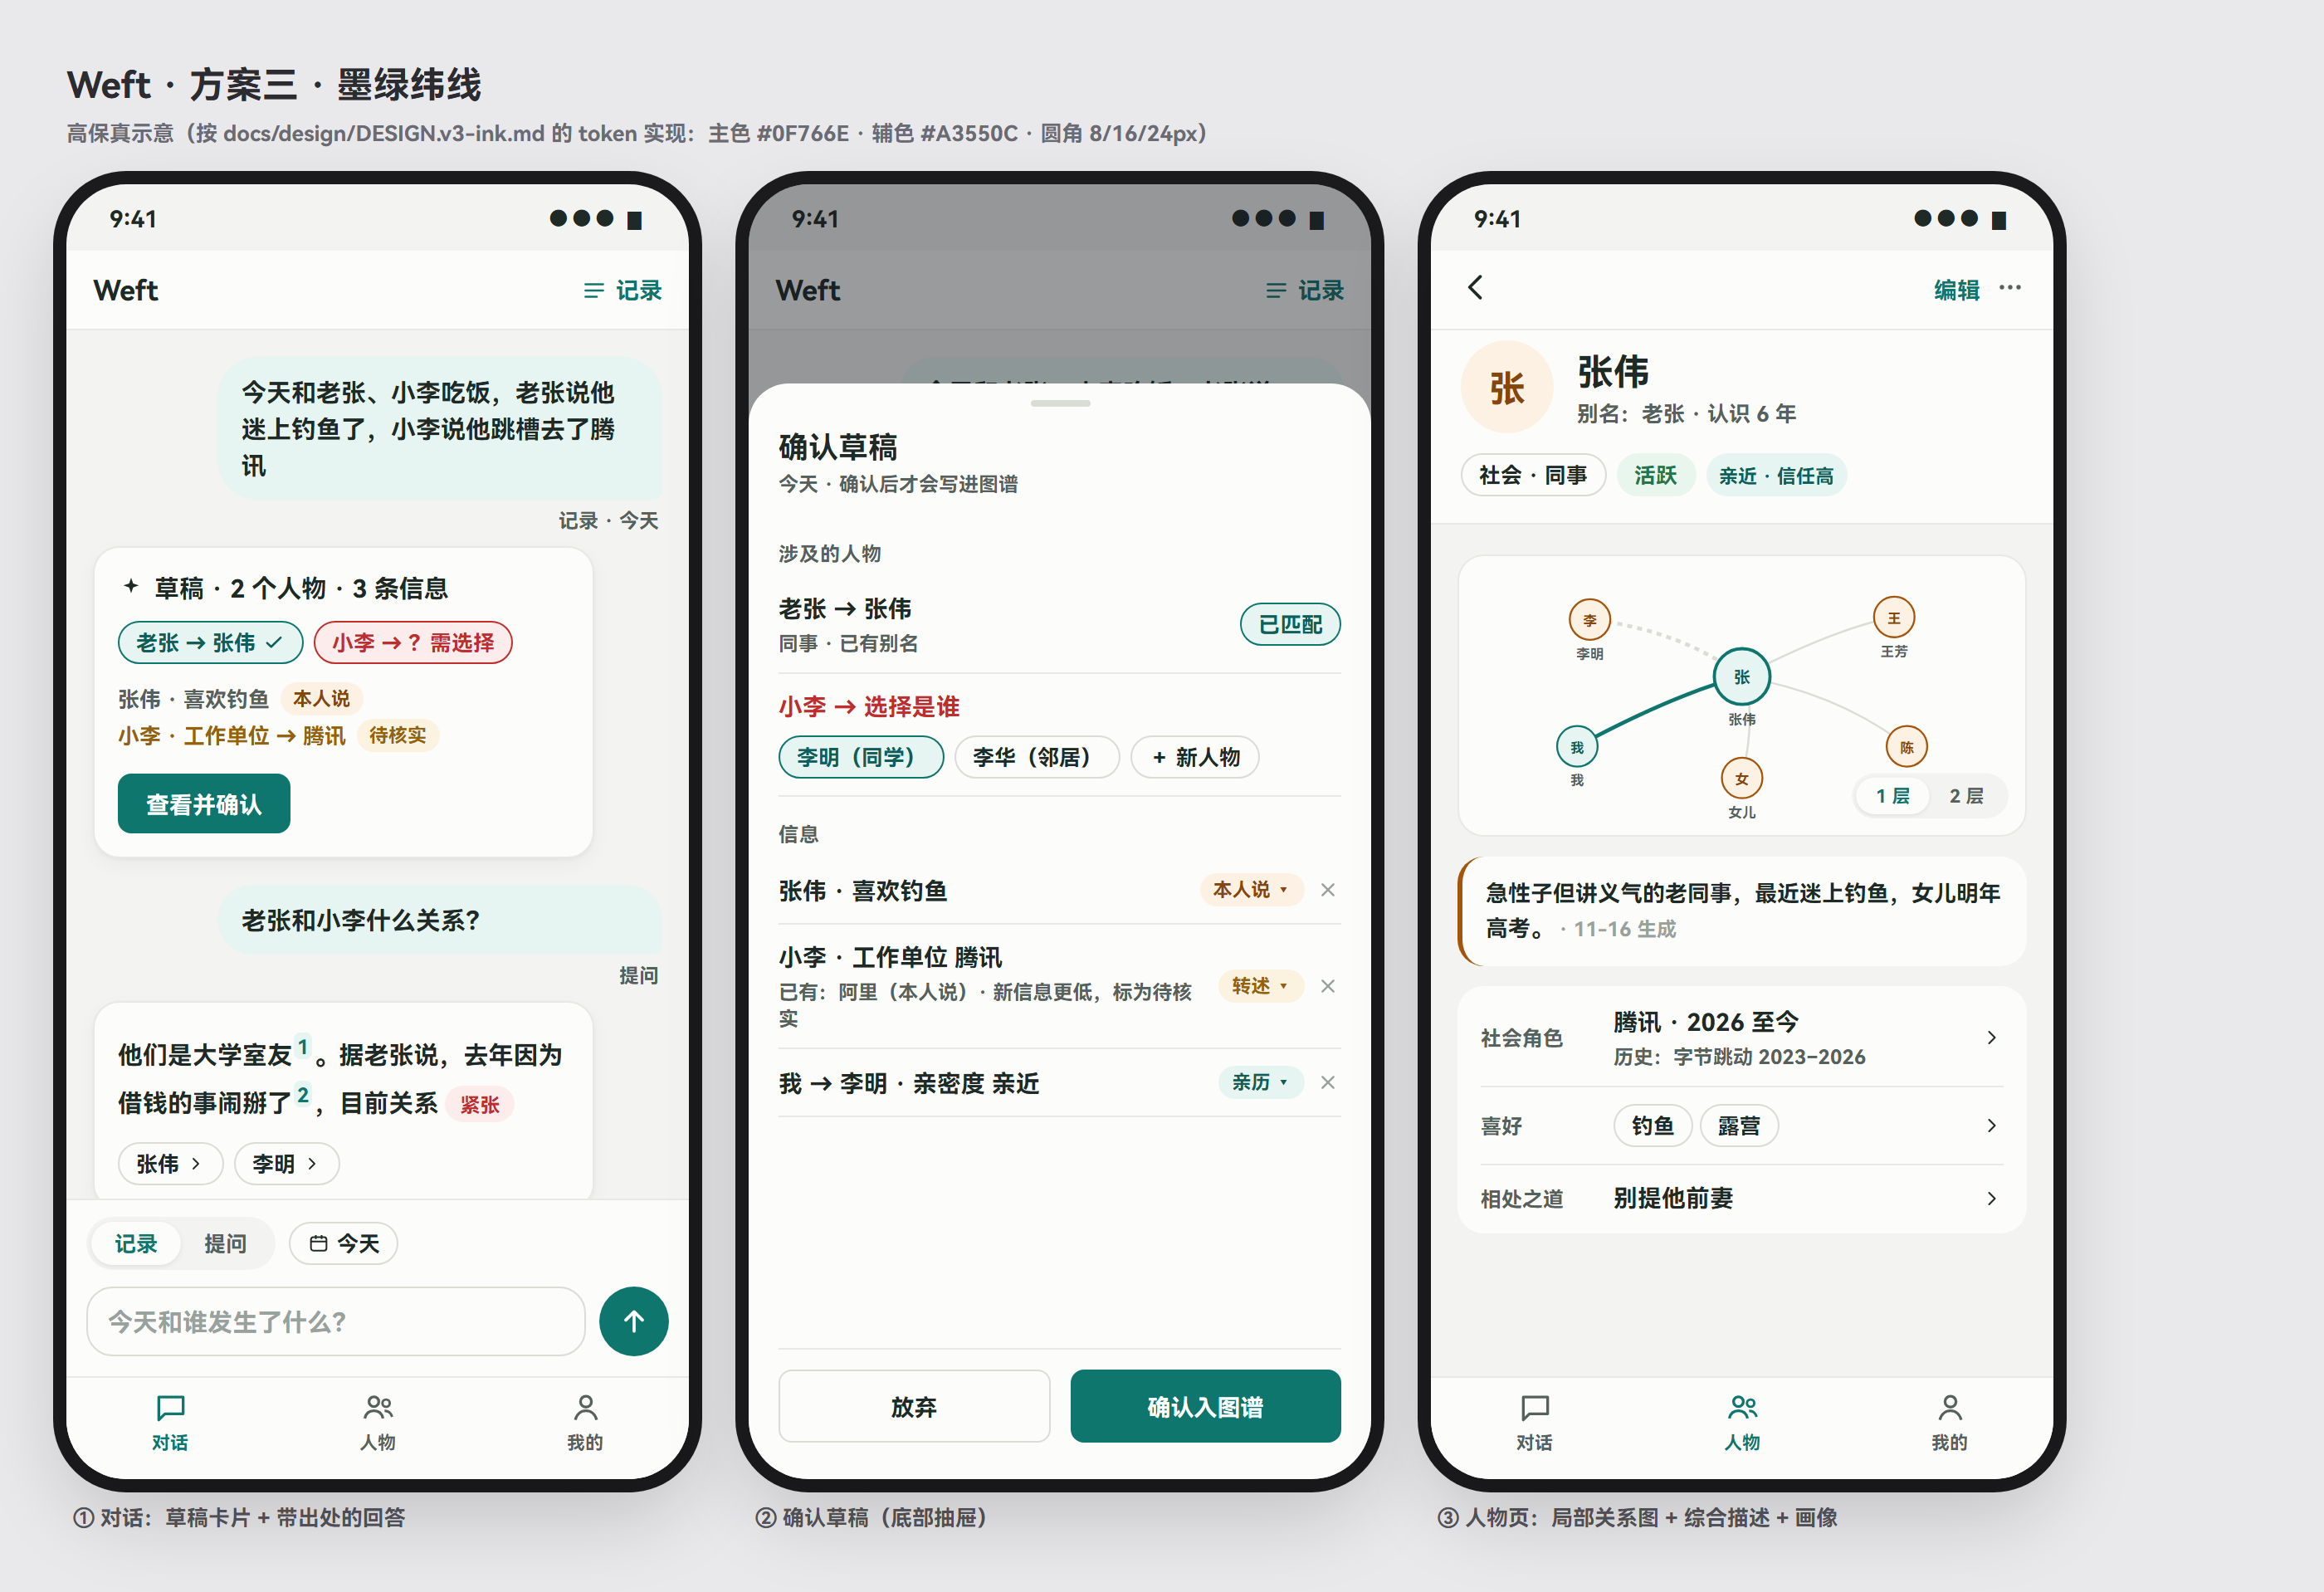 Weft · 方案三 · 墨绿纬线
高保真示意（按 docs/design/DESIGN.v3-ink.md 的 token 实现：主色 #0F766E · 辅色 #A3550C · 圆角 8/16/24px）
9:41
Weft
记录
今天和老张、小李吃饭，老张说他
迷上钓鱼了，小李说他跳槽去了腾
讯
记录 · 今天
草稿 · 2 个人物 · 3 条信息
老张 → 张伟 ✓
小李 → ? 需选择
张伟 · 喜欢钓鱼 本人说
小李 · 工作单位 → 腾讯 待核实
查看并确认
老张和小李什么关系？
提问
他们是大学室友1。据老张说，去年因为
借钱的事闹掰了2，目前关系 紧张
张伟 ›
李明 ›
记录
提问
今天
今天和谁发生了什么？
对话
人物
我的
① 对话：草稿卡片 + 带出处的回答
9:41
Weft
记录
确认草稿
今天 · 确认后才会写进图谱
涉及的人物
老张 → 张伟
同事 · 已有别名
已匹配
小李 → 选择是谁
李明（同学）
李华（邻居）
+ 新人物
信息
张伟 · 喜欢钓鱼
本人说 ▾ ×
小李 · 工作单位 腾讯
已有：阿里（本人说）· 新信息更低，标为待核
实
转述 ▾ ×
我 → 李明 · 亲密度 亲近
亲历 ▾ ×
放弃
确认入图谱
② 确认草稿（底部抽屉）
9:41
编辑 ···
张
张伟
别名：老张 · 认识 6 年
社会 · 同事
活跃
亲近 · 信任高
李
李明
王
王芳
张
张伟
我
我
女
女儿
陈
1 层
2 层
急性子但讲义气的老同事，最近迷上钓鱼，女儿明年
高考。 · 11-16 生成
社会角色
腾讯 · 2026 至今
历史：字节跳动 2023–2026
喜好
钓鱼
露营
相处之道
别提他前妻
对话
人物
我的
③ 人物页：局部关系图 + 综合描述 + 画像